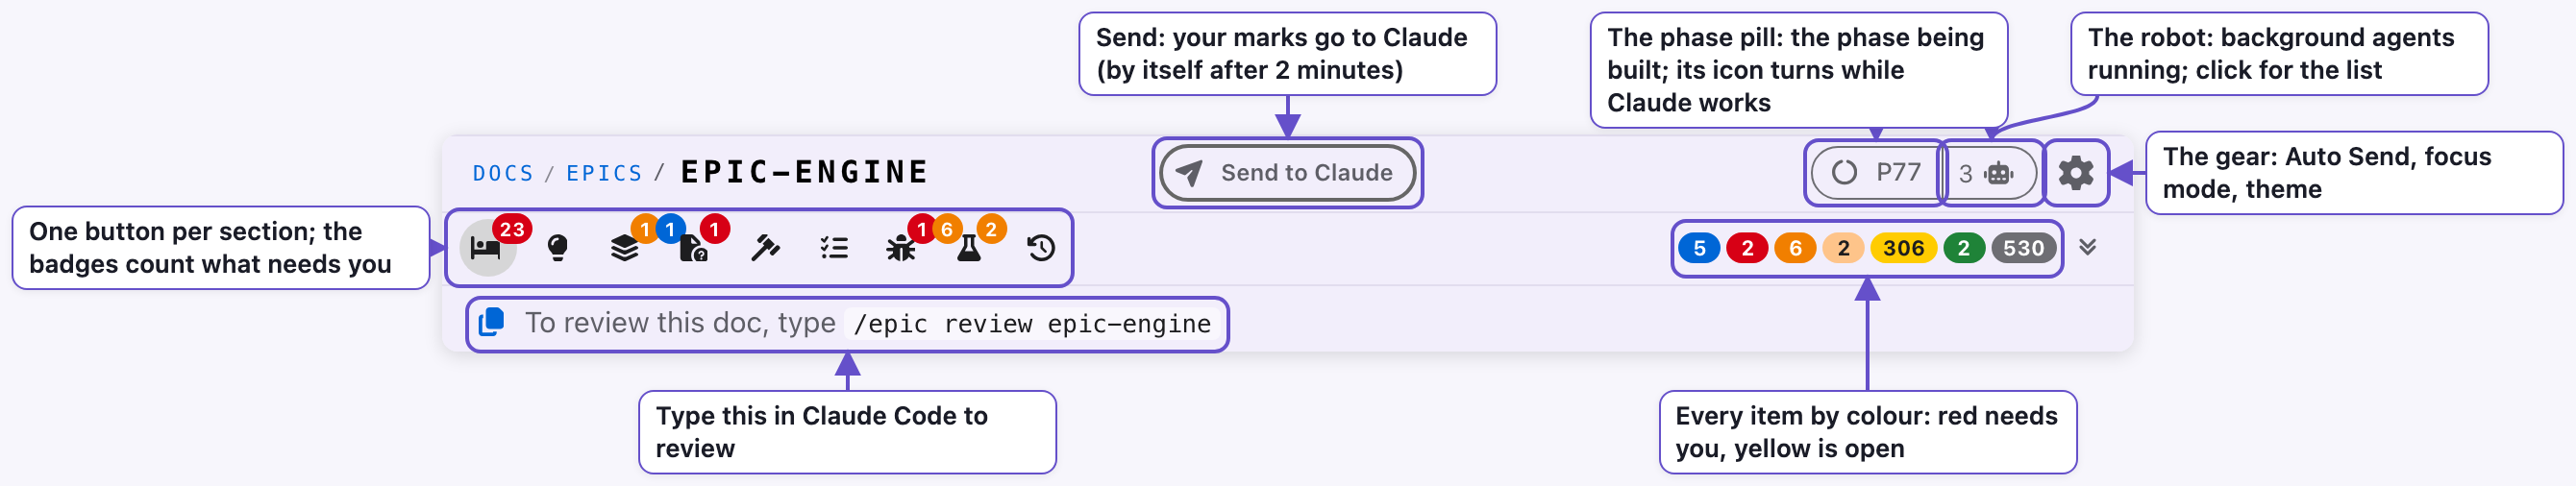 Send: your marks go to Claude
(by itself after 2 minutes)
The phase pill: the phase being
built; its icon turns while
Claude works
The robot: background agents
running; click for the list
DOCS / EPICS / EPIC-ENGINE
Send to Claude
P77
3
The gear: Auto Send, focus
mode, theme
One button per section; the
badges count what needs you
23
1
1
1
1
6
2
5
2
6
2
306
2
530
To review this doc, type /epic review epic-engine
Type this in Claude Code to
review
Every item by colour: red needs
you, yellow is open